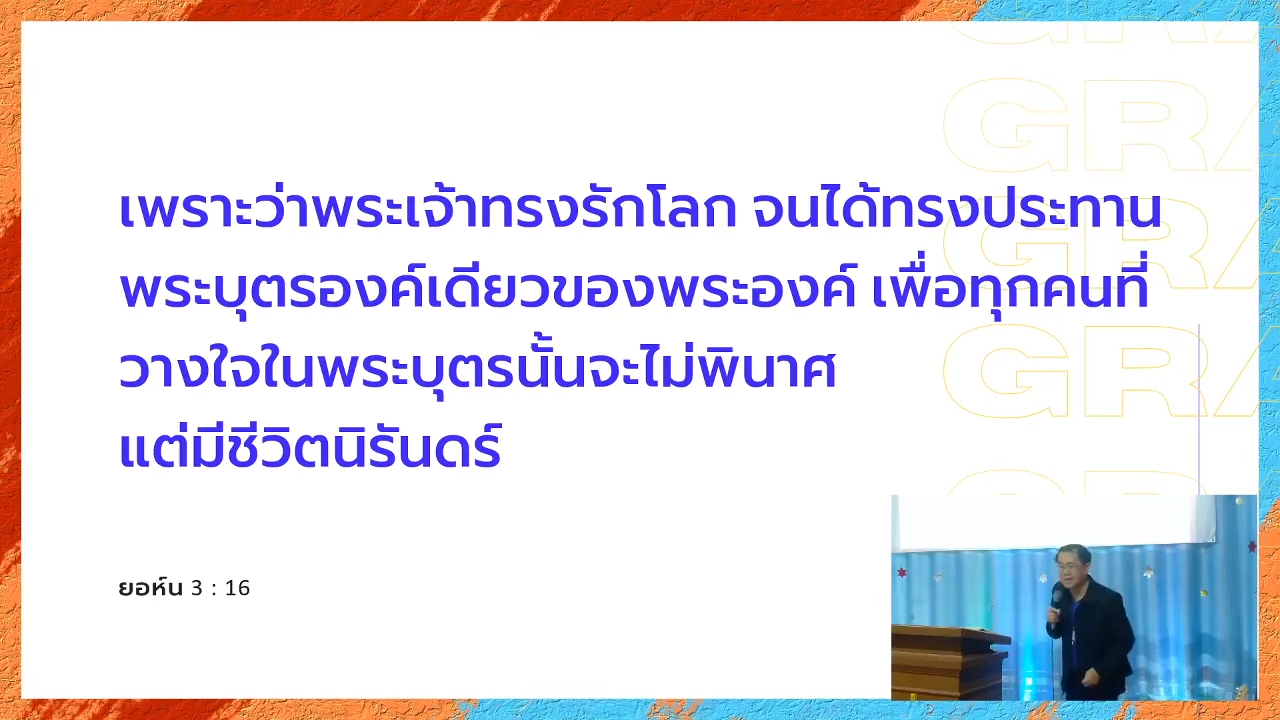 เพราะว่าพระเจ้าทรงรักโลก จนได้ทรงประทาน
พระบุตรองค์เดียวของพระองค์ เพื่อทุกคนที่
วางใจในพระบุตรนั้นจะไม่พินาศ
แต่มีชีวิตนิรันดร์
ยอห์น 3 : 16